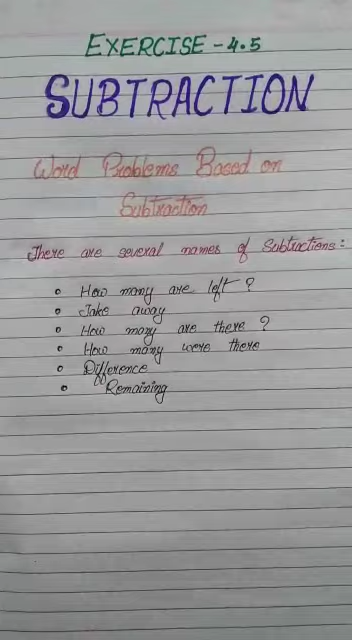 EXERCISE - 4.5
SUBTRACTION
Word Problems Based on
Subtraction
There are several names of Subtractions:
• How many are left?
• Take away
• How many are there?
• How many were there
• Difference
• Remaining